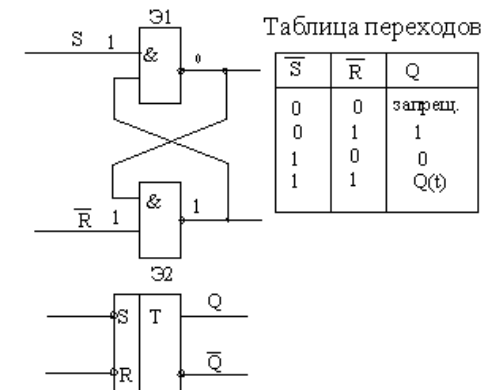 Э1
Таблица переходов
S 1 & 0
S̅ R̅ Q
0 0 запрещ.
0 1 1
1 0 0
1 1 Q(t)
&
R̅ 1 1
Э2
S T Q
R Q̅